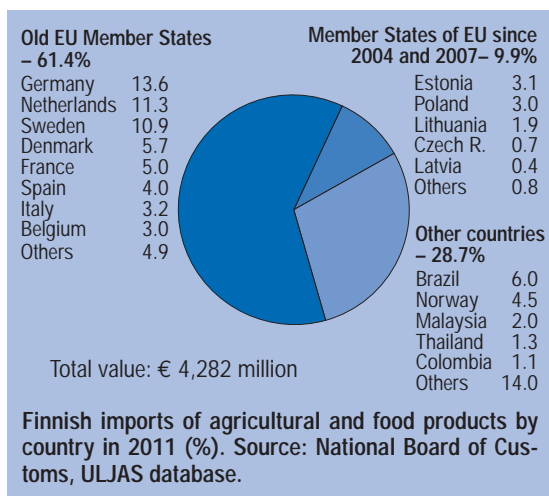 Old EU Member States
– 61.4%
Germany 13.6
Netherlands 11.3
Sweden 10.9
Denmark 5.7
France 5.0
Spain 4.0
Italy 3.2
Belgium 3.0
Others 4.9
Member States of EU since
2004 and 2007– 9.9%
Estonia 3.1
Poland 3.0
Lithuania 1.9
Czech R. 0.7
Latvia 0.4
Others 0.8
Other countries
– 28.7%
Brazil 6.0
Norway 4.5
Malaysia 2.0
Thailand 1.3
Colombia 1.1
Others 14.0
Total value: € 4,282 million
Finnish imports of agricultural and food products by
country in 2011 (%). Source: National Board of Cus-
toms, ULJAS database.